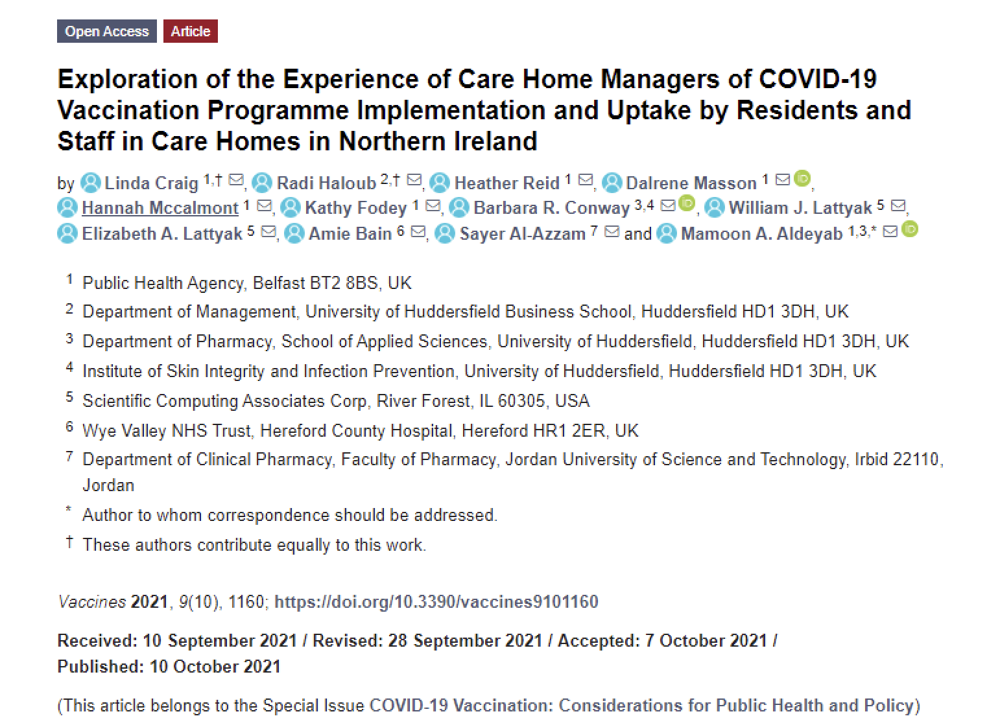 Open Access Article
Exploration of the Experience of Care Home Managers of COVID-19
Vaccination Programme Implementation and Uptake by Residents and
Staff in Care Homes in Northern Ireland
by Linda Craig 1,†, Radi Haloub 2,†, Heather Reid 1, Dalrene Masson 1 iD,
Hannah Mccalmont 1, Kathy Fodey 1, Barbara R. Conway 3,4 iD, William J. Lattyak 5,
Elizabeth A. Lattyak 5, Amie Bain 6, Sayer Al-Azzam 7 and Mamoon A. Aldeyab 1,3,* iD
1 Public Health Agency, Belfast BT2 8BS, UK
2 Department of Management, University of Huddersfield Business School, Huddersfield HD1 3DH, UK
3 Department of Pharmacy, School of Applied Sciences, University of Huddersfield, Huddersfield HD1 3DH, UK
4 Institute of Skin Integrity and Infection Prevention, University of Huddersfield, Huddersfield HD1 3DH, UK
5 Scientific Computing Associates Corp, River Forest, IL 60305, USA
6 Wye Valley NHS Trust, Hereford County Hospital, Hereford HR1 2ER, UK
7 Department of Clinical Pharmacy, Faculty of Pharmacy, Jordan University of Science and Technology, Irbid 22110,
Jordan
* Author to whom correspondence should be addressed.
† These authors contribute equally to this work.
Vaccines 2021, 9(10), 1160; https://doi.org/10.3390/vaccines9101160
Received: 10 September 2021 / Revised: 28 September 2021 / Accepted: 7 October 2021 /
Published: 10 October 2021
(This article belongs to the Special Issue COVID-19 Vaccination: Considerations for Public Health and Policy)